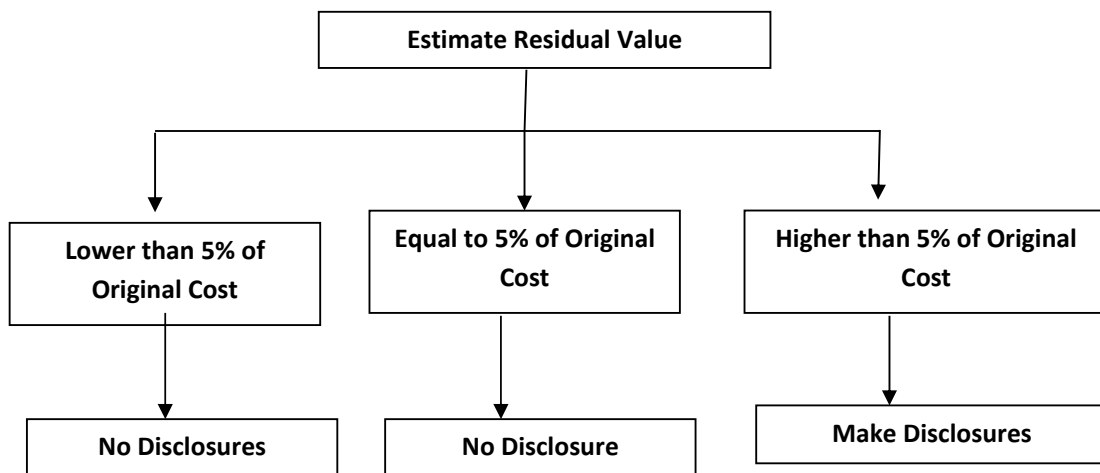 Estimate Residual Value
Lower than 5% of
Original Cost
Equal to 5% of Original
Cost
Higher than 5% of Original
Cost
No Disclosures
No Disclosure
Make Disclosures